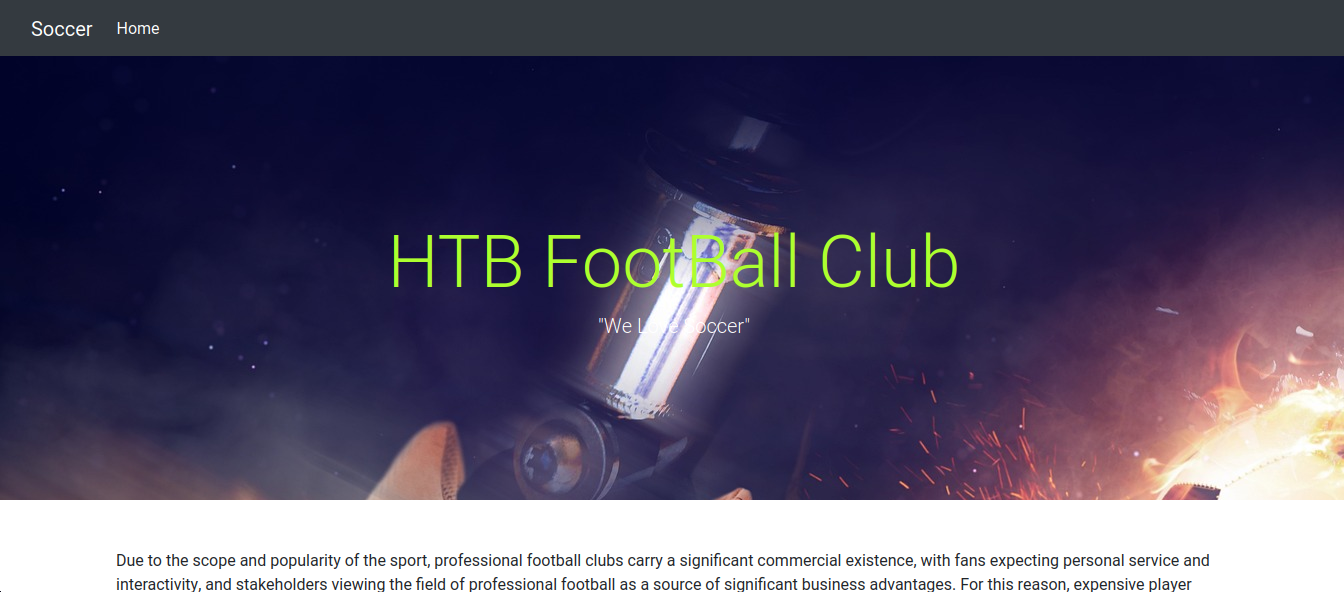 Soccer Home
HTB FootBall Club
"We Love Soccer"
Due to the scope and popularity of the sport, professional football clubs carry a significant commercial existence, with fans expecting personal service and
interactivity, and stakeholders viewing the field of professional football as a source of significant business advantages. For this reason, expensive player